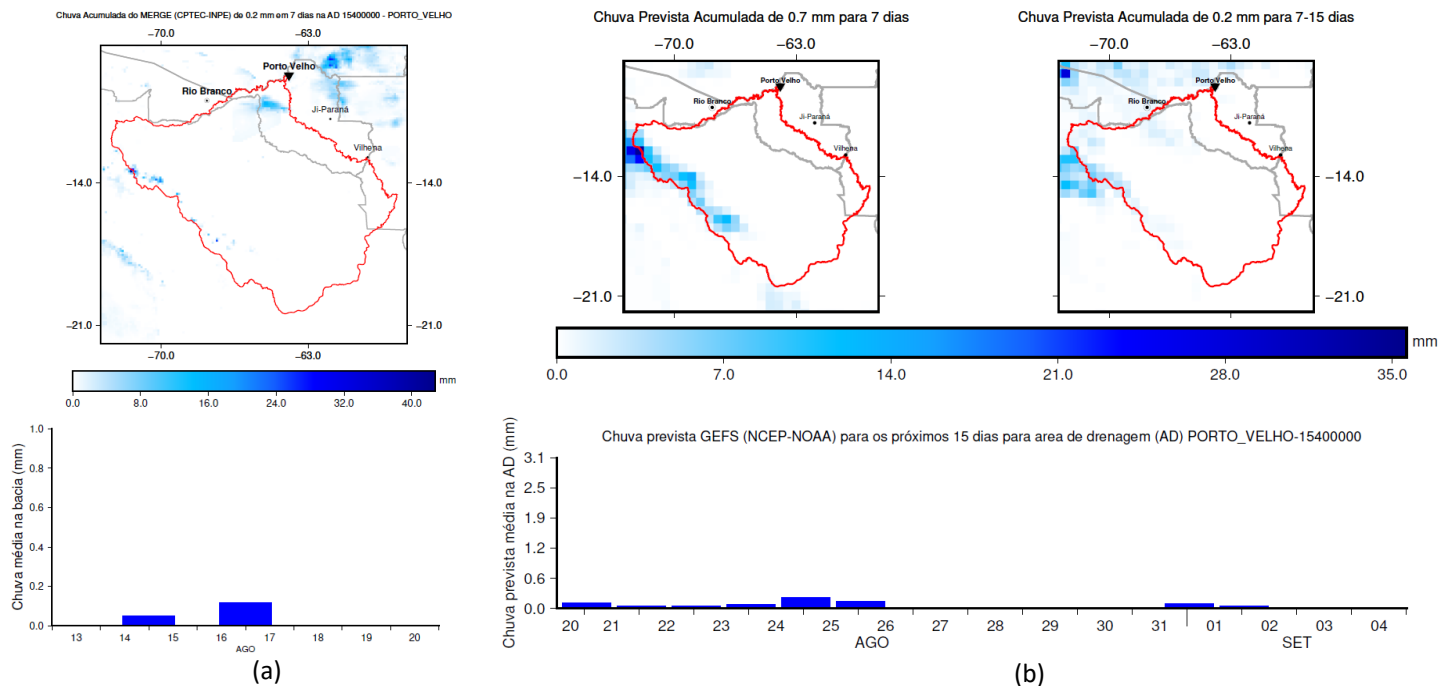 Chuva Acumulada do MERGE (CPTEC-INPE) de 0.2 mm em 7 dias na AD 15400000 - PORTO_VELHO
−70.0 −63.0
Porto Velho
Rio Branco
Ji-Paraná
Vilhena
−14.0 −14.0
−21.0 −21.0
−70.0 −63.0
mm
0.0 8.0 16.0 24.0 32.0 40.0
Chuva média na bacia (mm)
1.0
0.8
0.6
0.4
0.2
0.0
13 14 15 16 17 18 19 20
AGO
(a)
Chuva Prevista Acumulada de 0.7 mm para 7 dias
−70.0 −63.0
Porto Velho
Rio Branco
Ji-Paraná
Vilhena
−14.0
−21.0
Chuva Prevista Acumulada de 0.2 mm para 7-15 dias
−70.0 −63.0
Porto Velho
Rio Branco
Ji-Paraná
Vilhena
−14.0
−21.0
mm
0.0 7.0 14.0 21.0 28.0 35.0
Chuva prevista GEFS (NCEP-NOAA) para os próximos 15 dias para area de drenagem (AD) PORTO_VELHO-15400000
Chuva prevista média na AD (mm)
3.1
2.5
1.9
1.2
0.6
0.0
20 21 22 23 24 25 26 27 28 29 30 31 01 02 03 04
AGO SET
(b)